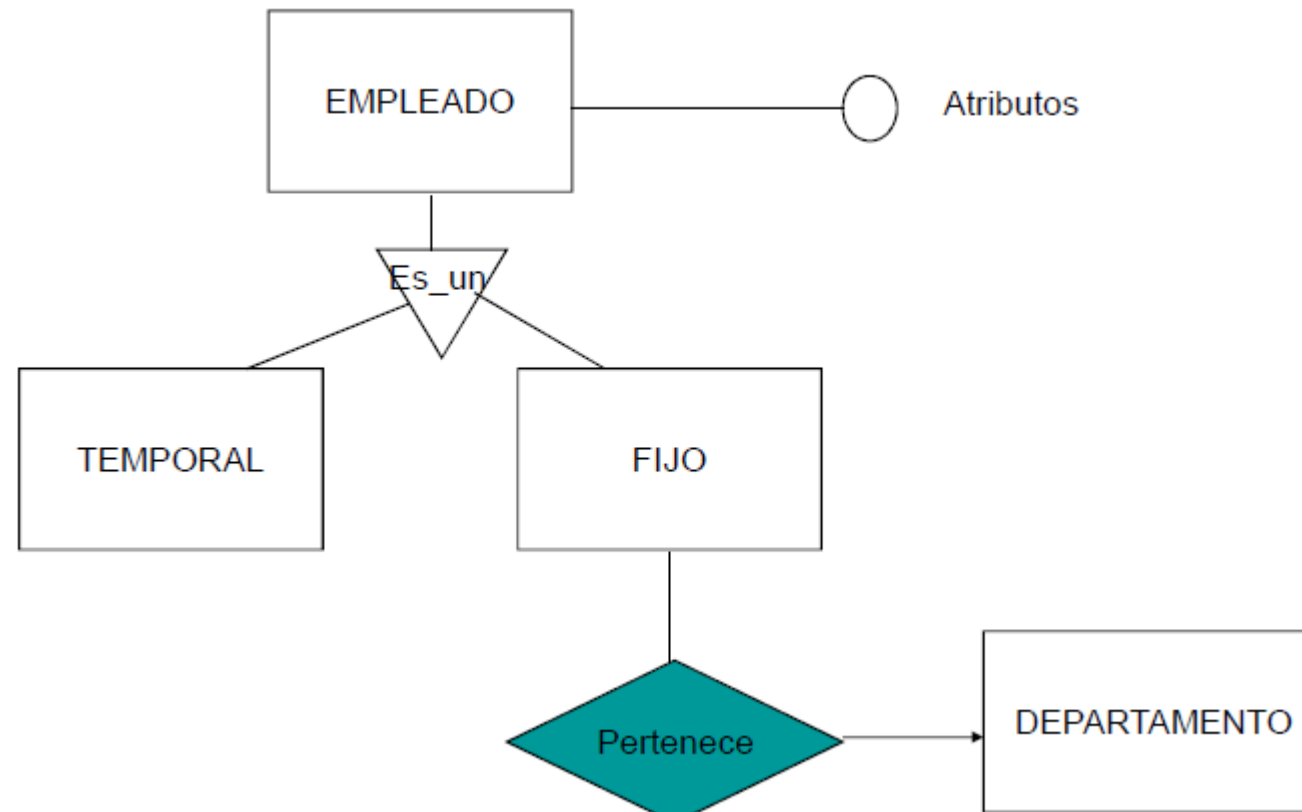 EMPLEADO
Atributos
Es_un
TEMPORAL
FIJO
Pertenece
DEPARTAMENTO